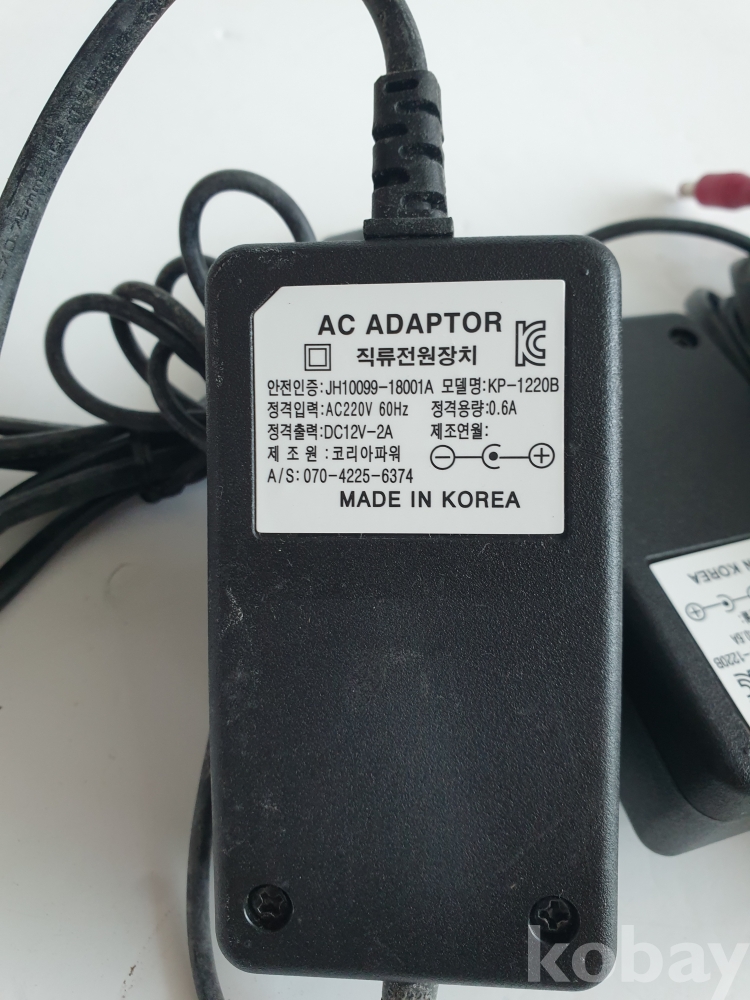 AC ADAPTOR
직류전원장치
안전인증:JH10099-18001A 모델명:KP-1220B
정격입력:AC220V 60Hz 정격용량:0.6A
정격출력:DC12V-2A 제조연월:
제 조 원 :코리아파워
A/S: 070-4225-6374
MADE IN KOREA
N KOREA
-1220B
kobay